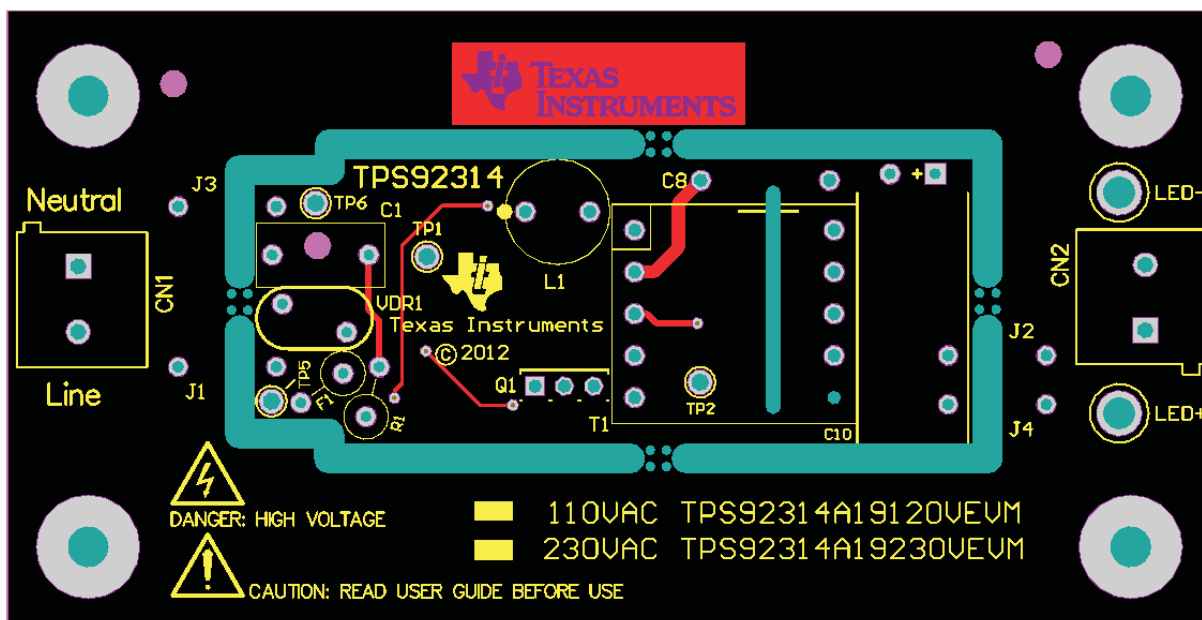 TEXAS
INSTRUMENTS
TPS92314
C8
+
J3
TP6
C1
Neutral
LED-
TP1
CN1
L1
CN2
VDR1
Texas Instruments
© 2012
J2
TP5
Q1
Line
J1
F1
R1
T1
TP2
C10
LED+
J4
DANGER: HIGH VOLTAGE
110VAC TPS92314A19120VEVM
230VAC TPS92314A19230VEVM
CAUTION: READ USER GUIDE BEFORE USE